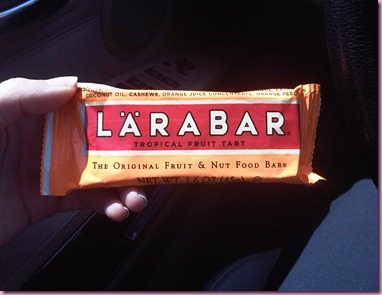 COCONUT OIL, CASHEWS, ORANGE JUICE CONCENTRATE, ORANGE PEEL
LÄRABAR®
TROPICAL FRUIT TART
THE ORIGINAL FRUIT & NUT FOOD BAR®
NET WT 1.6 OZ (45g)